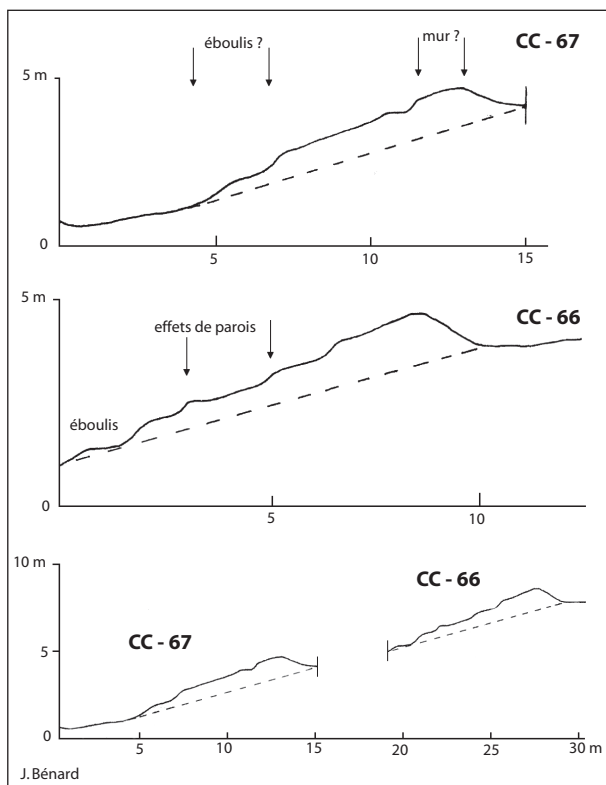 éboulis ? mur ? CC - 67
5 m
0
5 10 15
5 m
effets de parois CC - 66
éboulis
0
5 10
10 m
CC - 66
CC - 67
5
0
5 10 15 20 25 30 m
J. Bénard